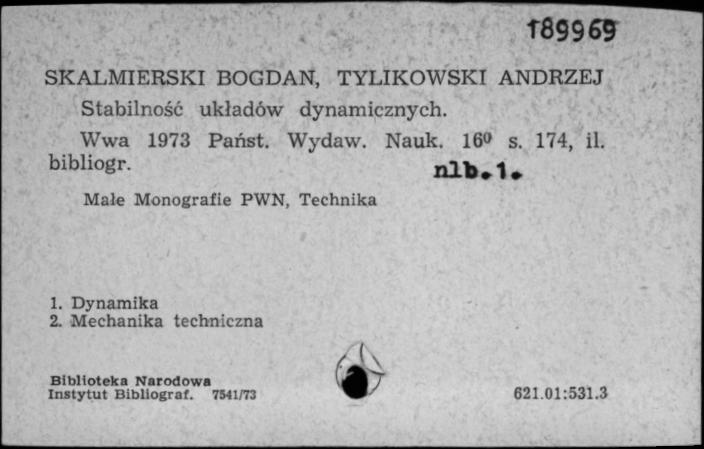 189969
SKALMIERSKI BOGDAN, TYLIKOWSKI ANDRZEJ
Stabilność układów dynamicznych.
Wwa 1973 Państ. Wydaw. Nauk. 16⁰ s. 174, il.
bibliogr. nlb.1.
Małe Monografie PWN, Technika
1. Dynamika
2. Mechanika techniczna
Biblioteka Narodowa
Instytut Bibliograf. 7541/73 621.01:531.3